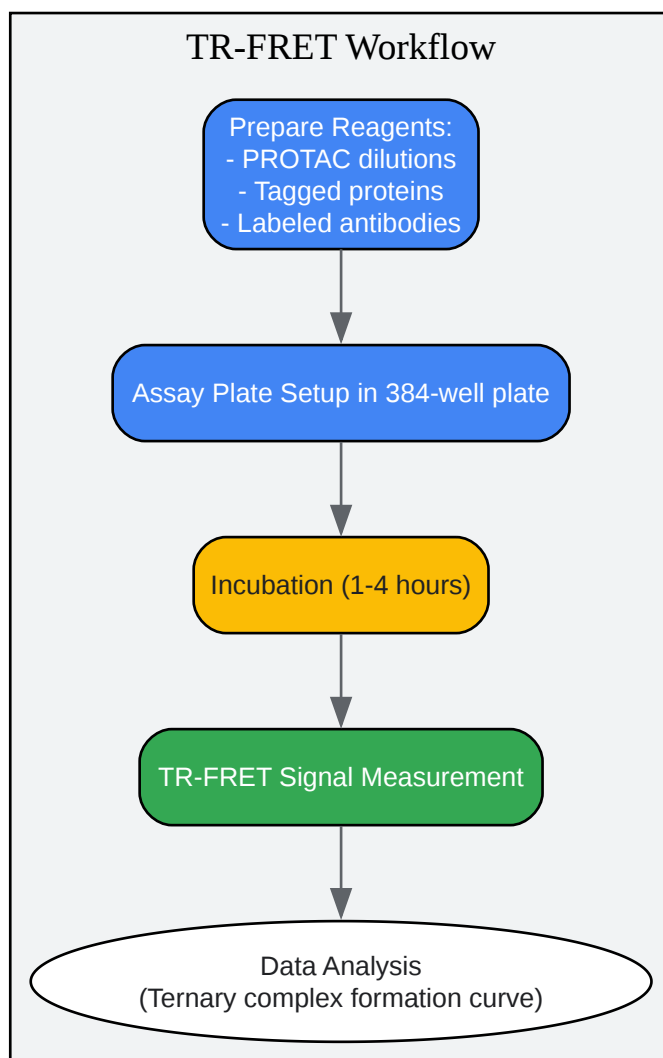 TR-FRET Workflow
Prepare Reagents:
- PROTAC dilutions
- Tagged proteins
- Labeled antibodies
Assay Plate Setup in 384-well plate
Incubation (1-4 hours)
TR-FRET Signal Measurement
Data Analysis
(Ternary complex formation curve)